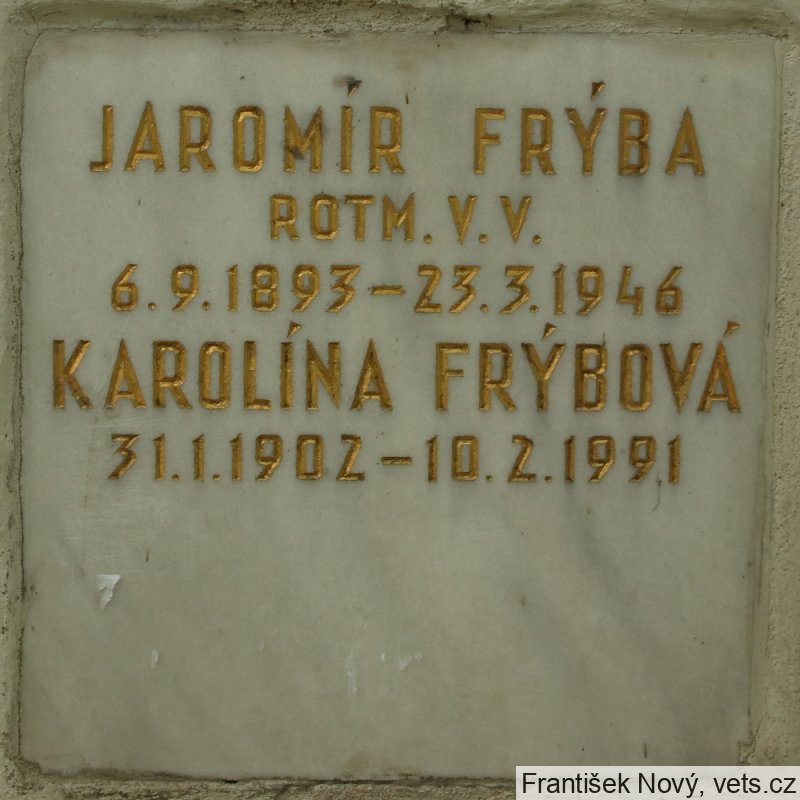 JAROMÍR FRÝBA
ROTM. V. V.
6.9.1893–23.3.1946
KAROLÍNA FRÝBOVÁ
31.1.1902–10.2.1991
František Nový, vets.cz